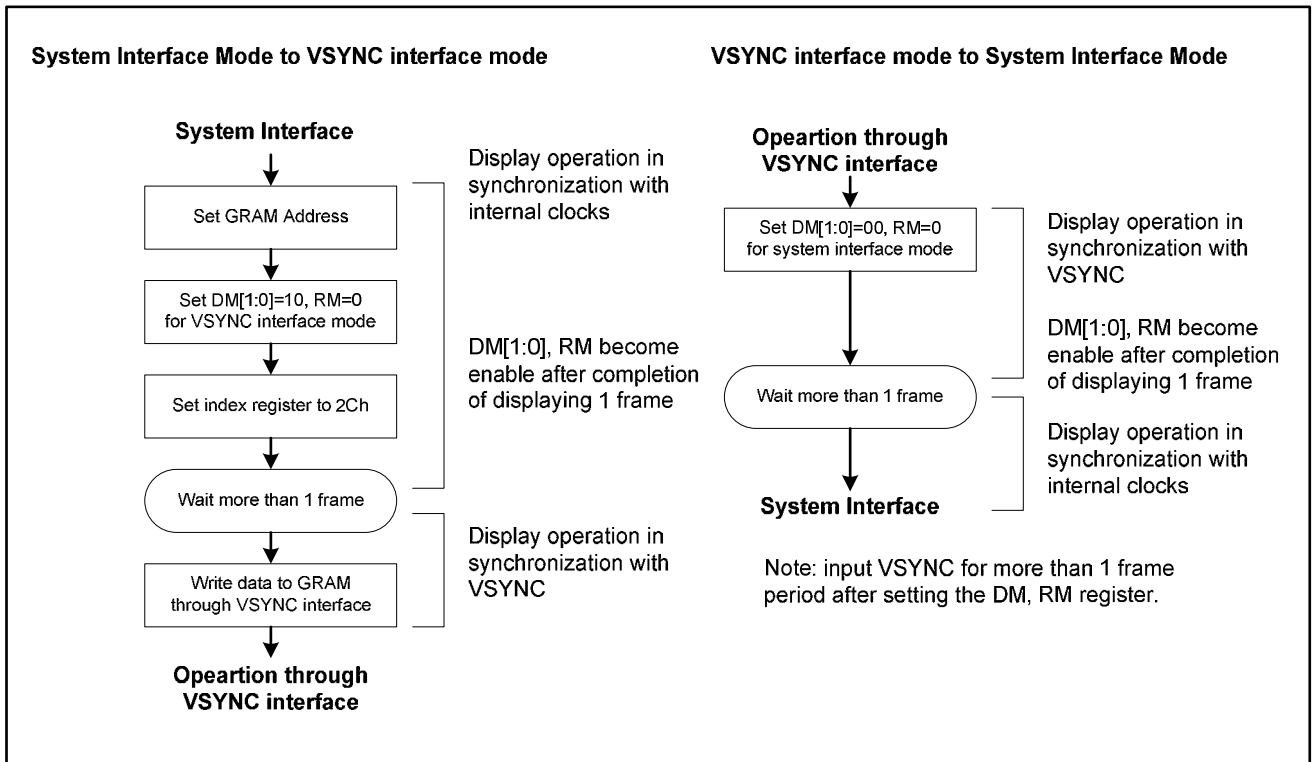 System Interface Mode to VSYNC interface mode
System Interface
Set GRAM Address
Set DM[1:0]=10, RM=0
for VSYNC interface mode
Set index register to 2Ch
Wait more than 1 frame
Write data to GRAM
through VSYNC interface
Opeartion through
VSYNC interface
Display operation in
synchronization with
internal clocks
DM[1:0], RM become
enable after completion
of displaying 1 frame
Display operation in
synchronization with
VSYNC
VSYNC interface mode to System Interface Mode
Opeartion through
VSYNC interface
Set DM[1:0]=00, RM=0
for system interface mode
Wait more than 1 frame
System Interface
Display operation in
synchronization with
VSYNC
DM[1:0], RM become
enable after completion
of displaying 1 frame
Display operation in
synchronization with
internal clocks
Note: input VSYNC for more than 1 frame
period after setting the DM, RM register.